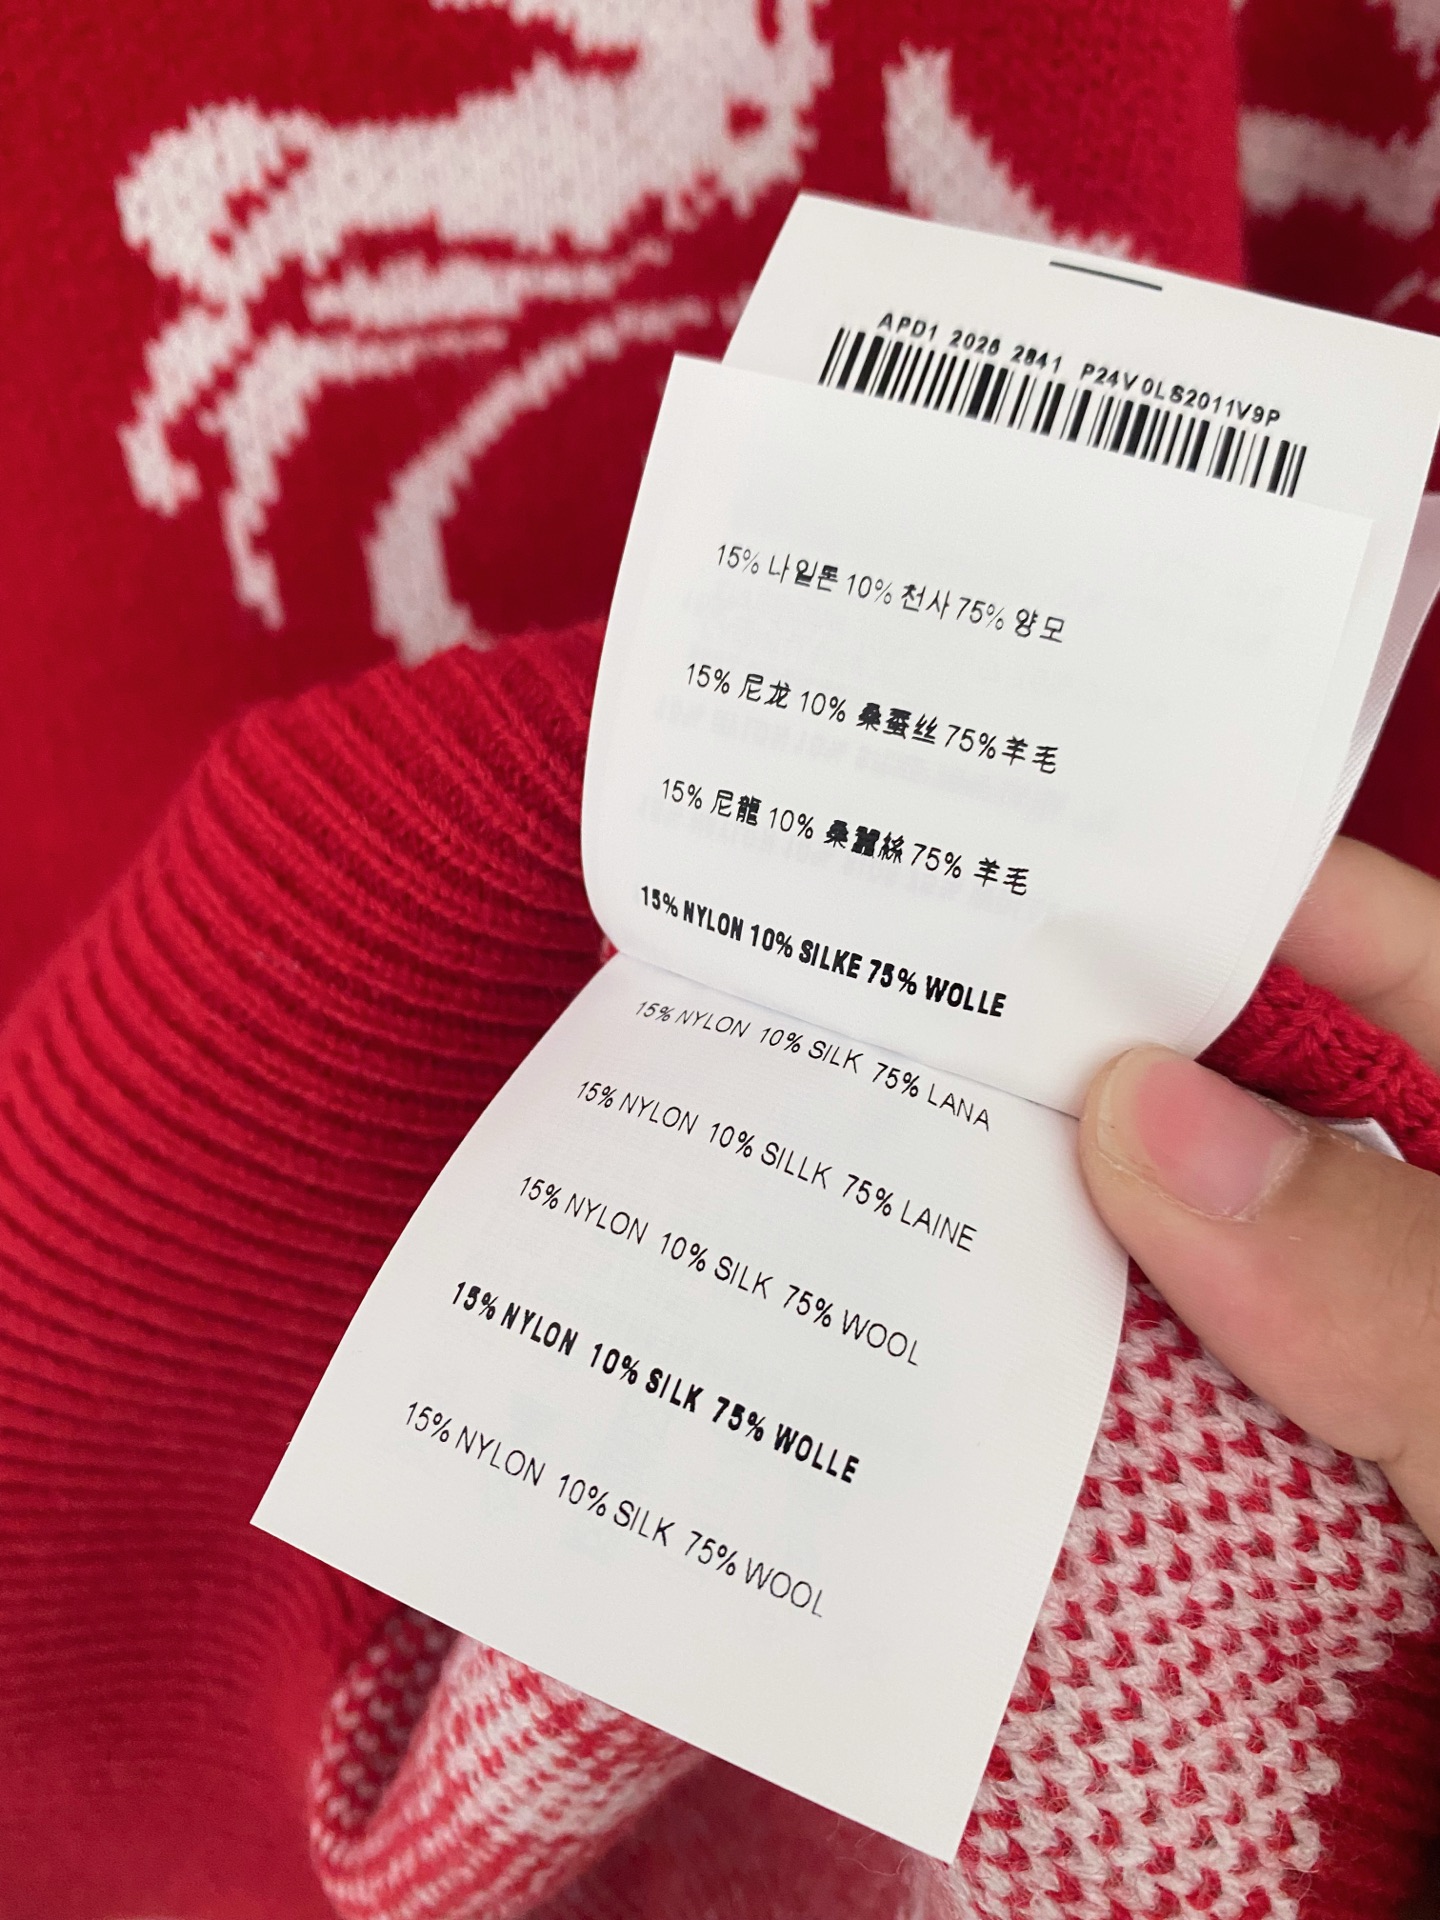 APD1 2025 2841 P24V0LS2011V9P
15% 나일론 10% 천사 75% 양모
15% 尼龙 10% 桑蚕丝 75% 羊毛
15% 尼龍 10% 桑蠶絲 75% 羊毛
15% NYLON 10% SILKE 75% WOLLE
15% NYLON 10% SILK 75% LANA
15% NYLON 10% SILLK 75% LAINE
15% NYLON 10% SILK 75% WOOL
15% NYLON 10% SILK 75% WOLLE
15% NYLON 10% SILK 75% WOOL